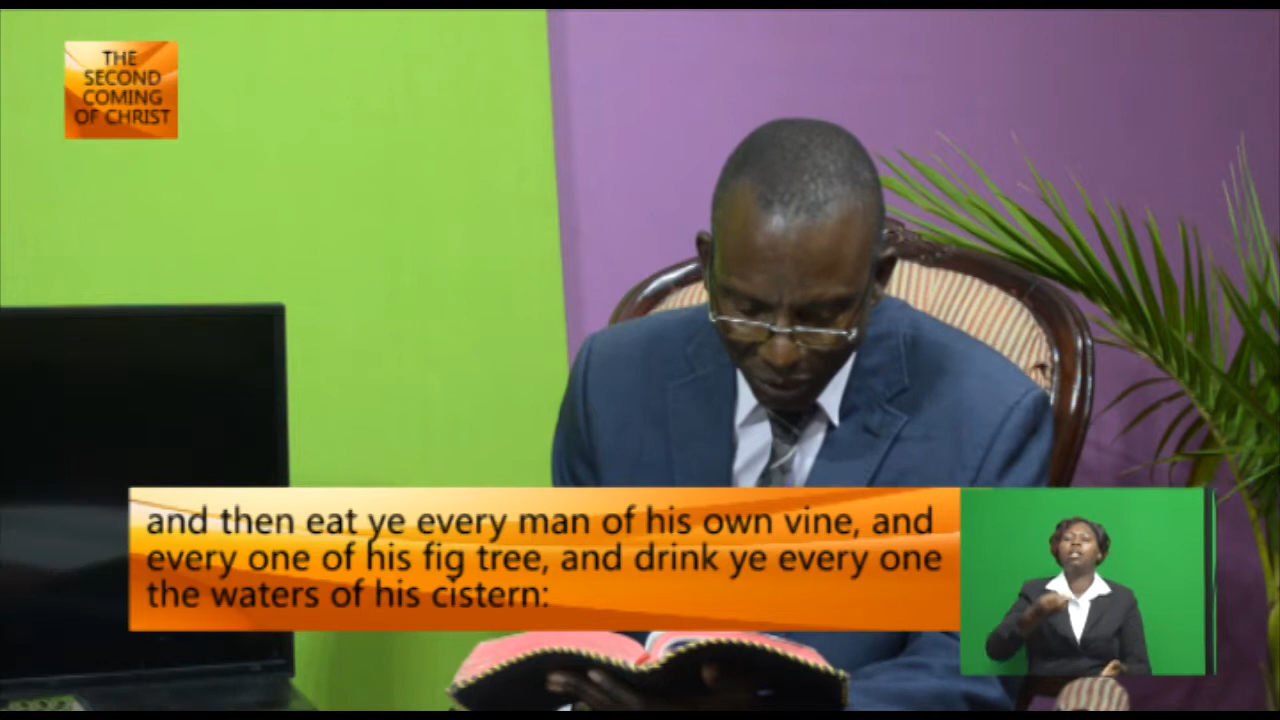 THE
SECOND
COMING
OF CHRIST
and then eat ye every man of his own vine, and
every one of his fig tree, and drink ye every one
the waters of his cistern: